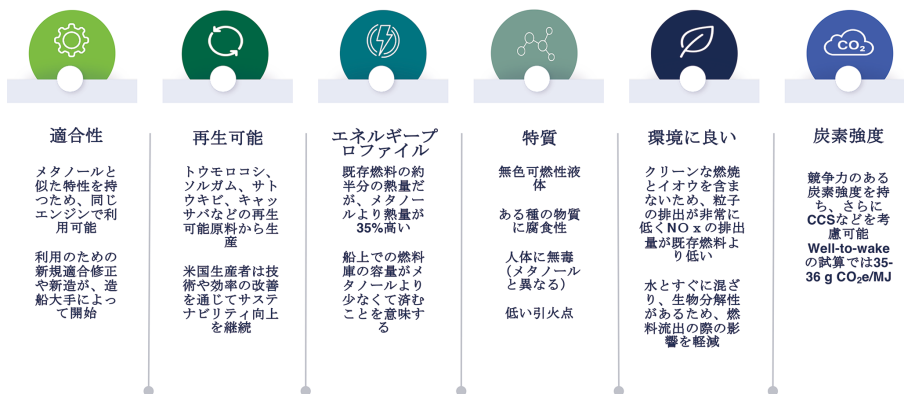 CO₂
適合性
メタノールと
似た特性を持
つため、同じ
エンジンで利
用可能
利用のための
新規適合修正
や新造が、造
船大手によっ
て開始
再生可能
トウモロコシ、
ソルガム、サト
ウキビ、キャッ
サバなどの再生
可能原料から生
産
米国生産者は技
術や効率の改善
を通じてサステ
ナビリティ向上
を継続
エネルギープ
ロファイル
既存燃料の約
半分の熱量だ
が、メタノー
ルより熱量が
35%高い
船上での燃料
庫の容量がメ
タノールより
少なくて済む
ことを意味す
る
特質
無色可燃性液
体
ある種の物質
に腐食性
人体に無毒
（メタノール
と異なる）
低い引火点
環境に良い
クリーンな燃焼
とイオウを含ま
ないため、粒子
の排出が非常に
低くNOｘの排出
量が既存燃料よ
り低い
水とすぐに混ざ
り、生物分解性
があるため、燃
料流出の際の影
響を軽減
炭素強度
競争力のある
炭素強度を持
ち、さらに
CCSなどを考
慮可能
Well-to-wake
の試算では35-
36 g CO₂e/MJ